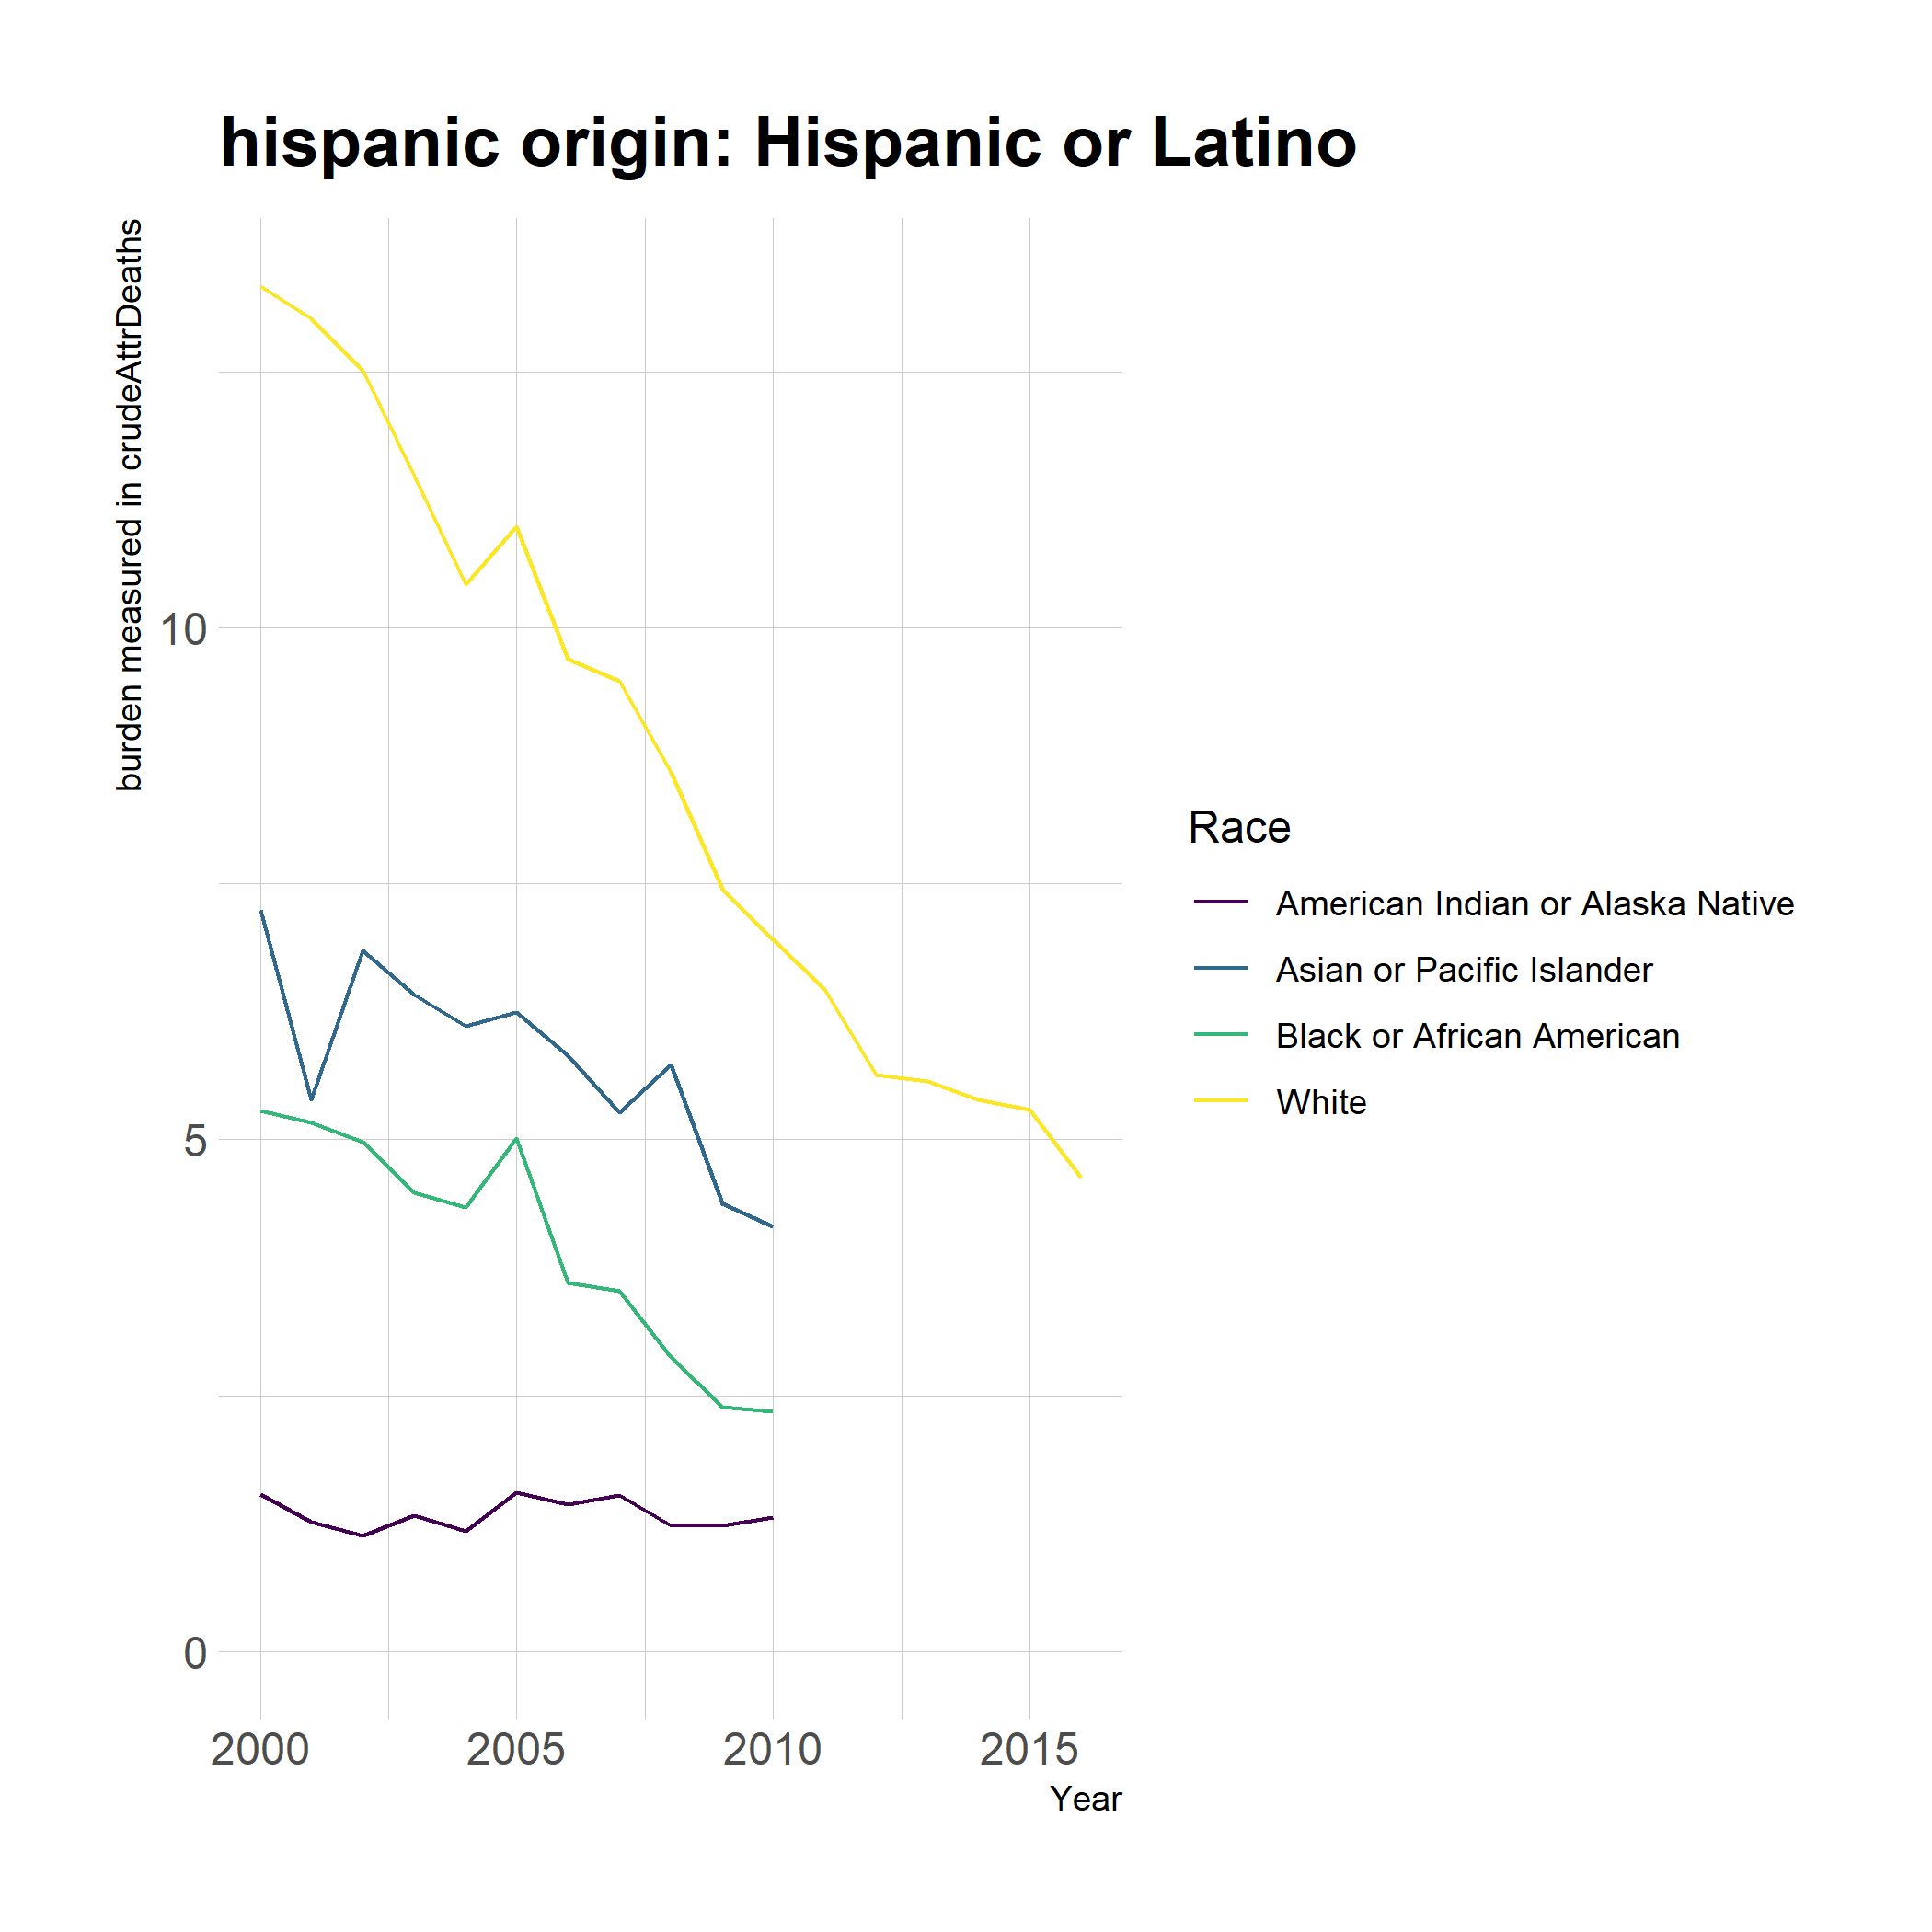 hispanic origin: Hispanic or Latino
burden measured in crudeAttrDeaths
10
5
0
2000 2005 2010 2015
Year
Race
American Indian or Alaska Native
Asian or Pacific Islander
Black or African American
White